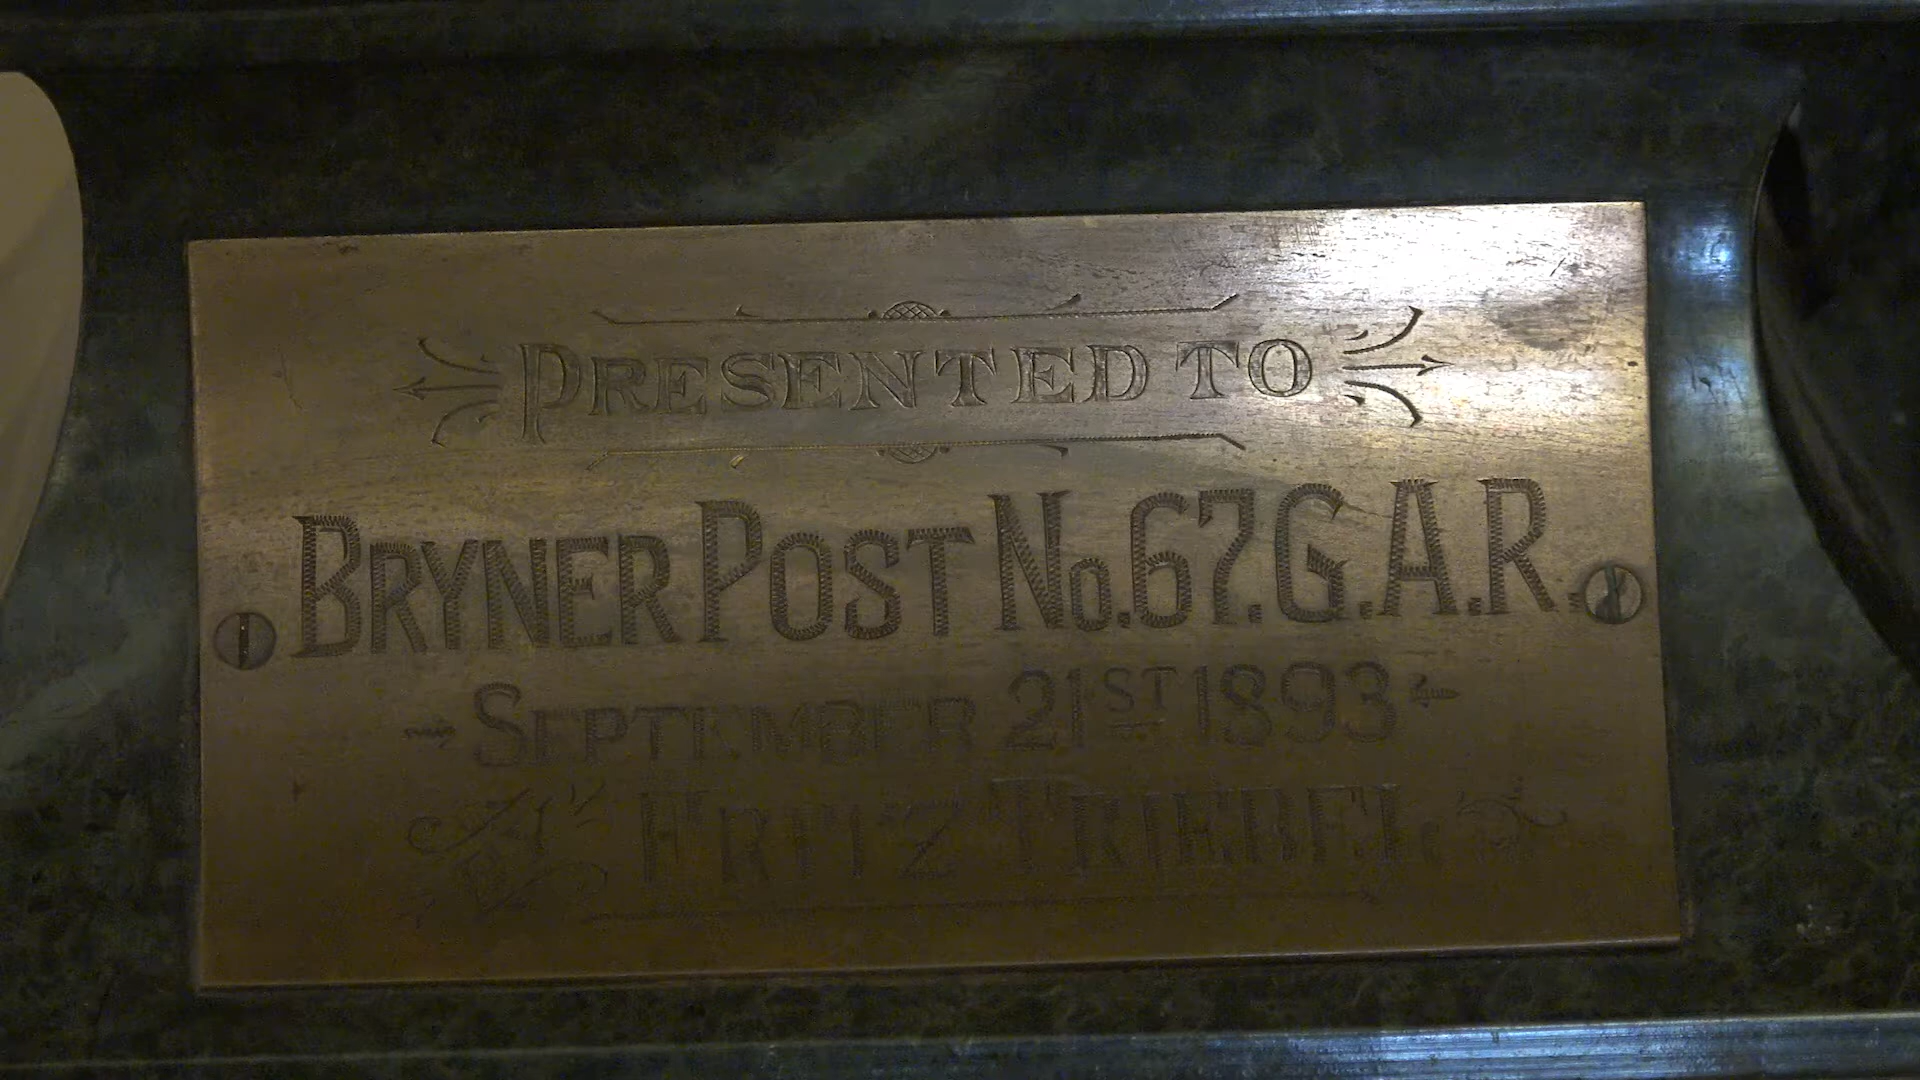 PRESENTED TO
BRYNER POST No. 67. G.A.R.
SEPTEMBER 21ST 1893
FRITZ TRIEBEL